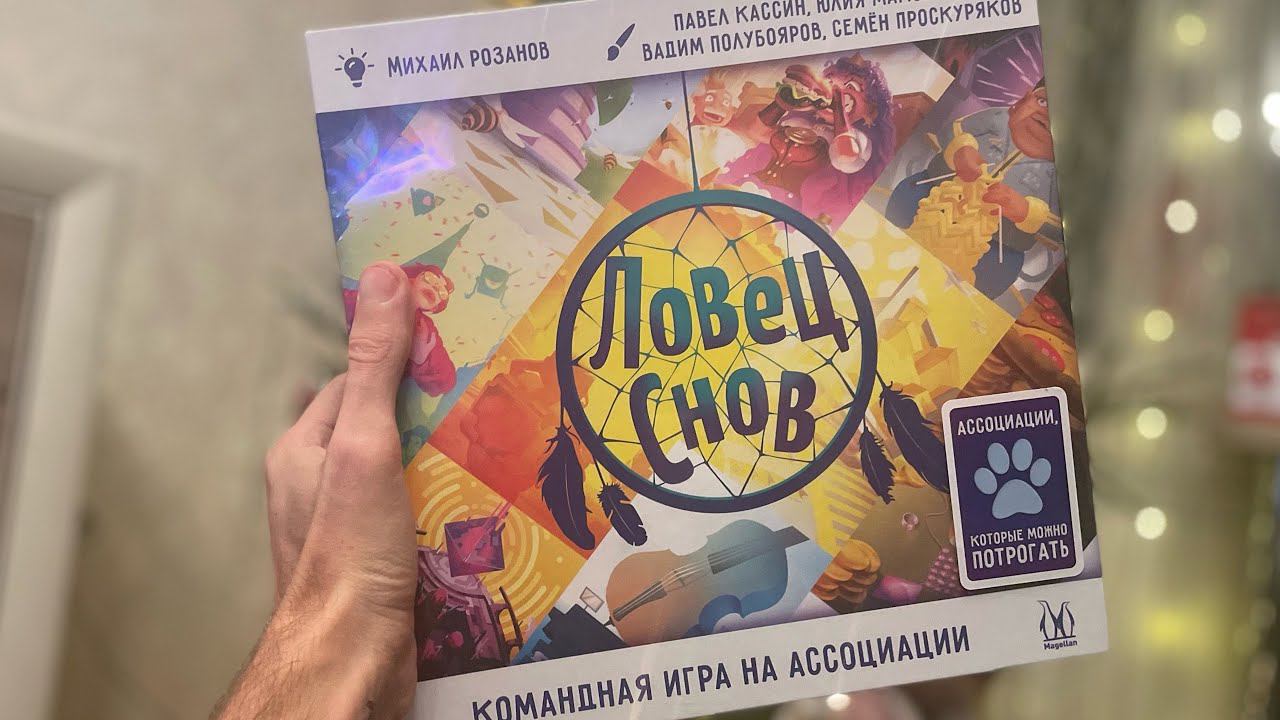 Михаил Розанов
Павел Кассин, Юлия
Вадим Полубояров, Семён Проскуряков
Ловец
Снов
Ассоциации,
которые можно
потрогать
Magellan
Командная игра на ассоциации